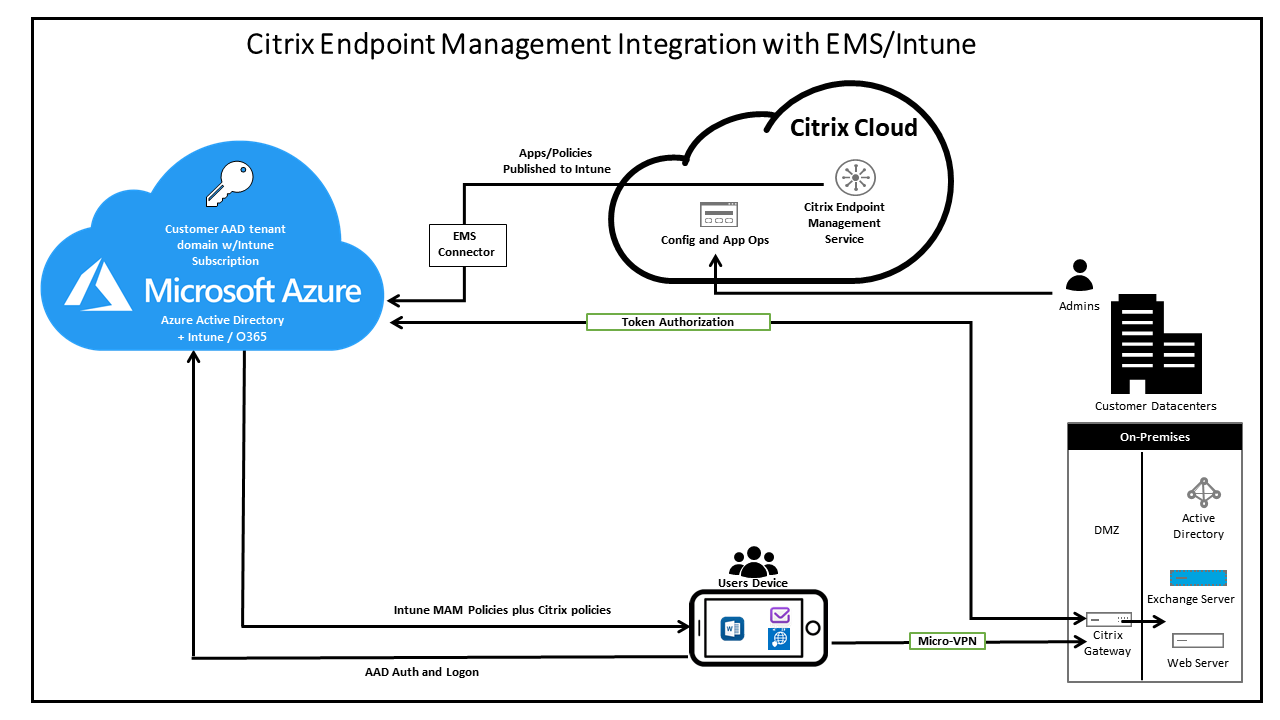 Citrix Endpoint Management Integration with EMS/Intune
Citrix Cloud
Apps/Policies
Published to Intune
Citrix Endpoint
Management
Service
Config and App Ops
Customer AAD tenant
domain w/Intune
Subscription
Microsoft Azure
Azure Active Directory
+ Intune / O365
EMS
Connector
Admins
Token Authorization
Customer Datacenters
On-Premises
DMZ
Active
Directory
Exchange Server
Citrix
Gateway
Web Server
Users Device
W
Intune MAM Policies plus Citrix policies
Micro-VPN
AAD Auth and Logon